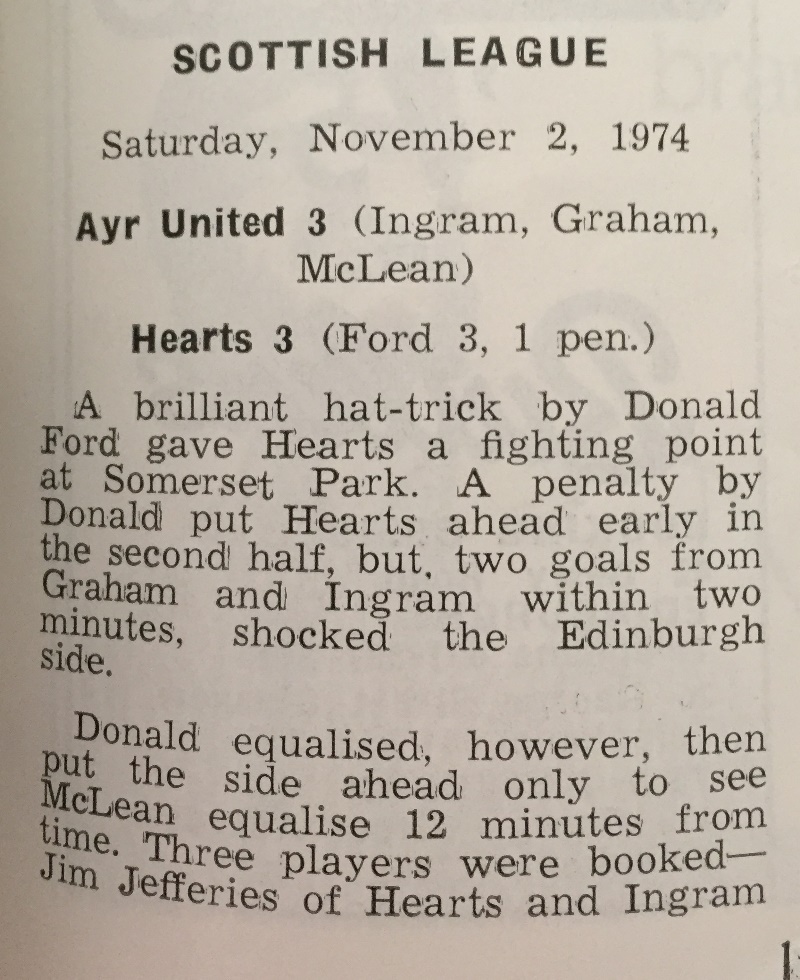 SCOTTISH LEAGUE
Saturday, November 2, 1974
Ayr United 3 (Ingram, Graham,
McLean)
Hearts 3 (Ford 3, 1 pen.)
A brilliant hat-trick by Donald
Ford gave Hearts a fighting point
at Somerset Park. A penalty by
Donald put Hearts ahead early in
the second half, but, two goals from
Graham and Ingram within two
minutes, shocked the Edinburgh
side.
Donald equalised, however, then
put the side ahead only to see
McLean equalise 12 minutes from
time. Three players were booked—
Jim Jefferies of Hearts and Ingram